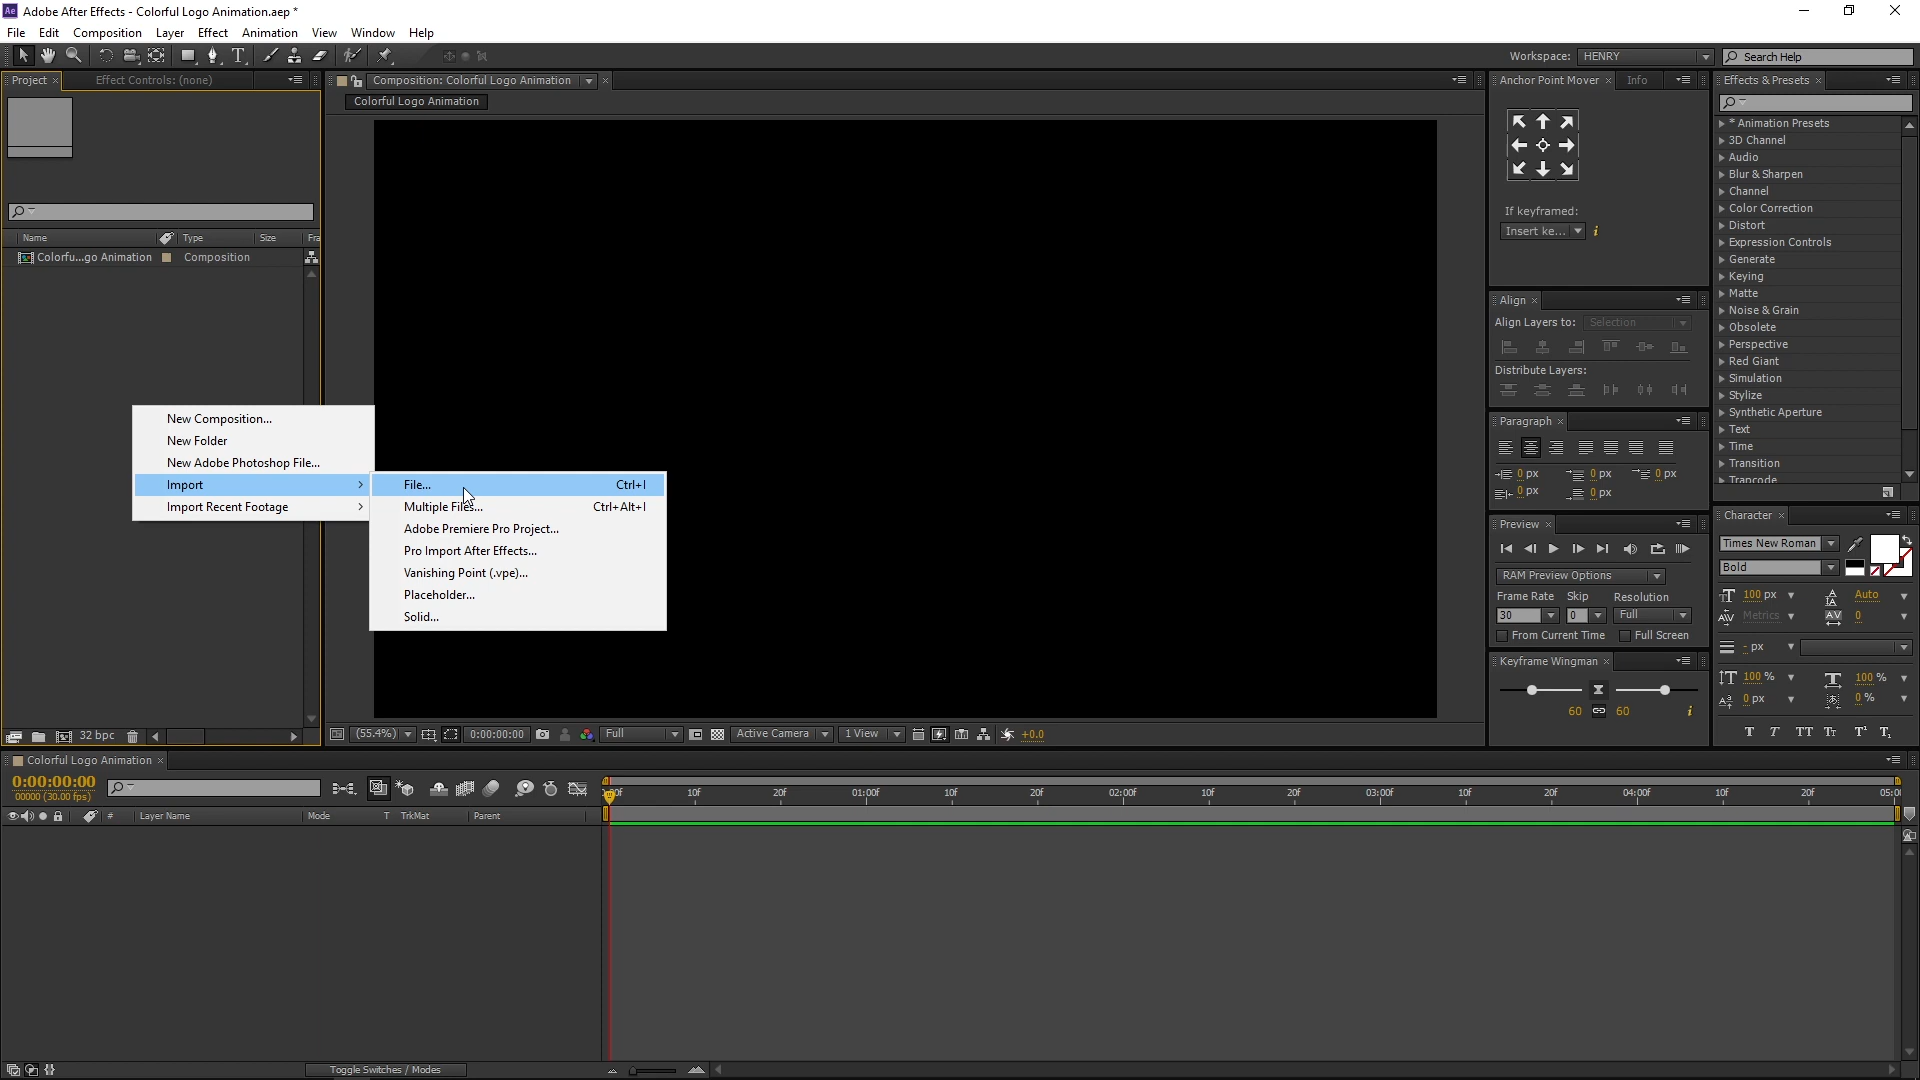 Ae Adobe After Effects - Colorful Logo Animation.aep *
File Edit Composition Layer Effect Animation View Window Help
Workspace: HENRY Search Help
Project Effect Controls: (none)
Composition: Colorful Logo Animation
Colorful Logo Animation
Name Type Size Fra
Colorfu...go Animation Composition
New Composition...
New Folder
New Adobe Photoshop File...
Import
Import Recent Footage
File... Ctrl+I
Multiple Files... Ctrl+Alt+I
Adobe Premiere Pro Project...
Pro Import After Effects...
Vanishing Point (.vpe)...
Placeholder...
Solid...
32 bpc
(55.4%) 0:00:00:00 Full Active Camera 1 View +0.0
Anchor Point Mover Info
If keyframed:
Insert ke...
Align
Align Layers to: Selection
Distribute Layers:
Paragraph
0 px 0 px 0 px
0 px 0 px
Preview
RAM Preview Options
Frame Rate Skip Resolution
30 0 Full
From Current Time Full Screen
Keyframe Wingman
60 60
Effects & Presets
* Animation Presets
3D Channel
Audio
Blur & Sharpen
Channel
Color Correction
Distort
Expression Controls
Generate
Keying
Matte
Noise & Grain
Obsolete
Perspective
Red Giant
Simulation
Stylize
Synthetic Aperture
Text
Time
Transition
Trapcode
Character
Times New Roman
Bold
100 px Auto
Metrics 0
- px
100 % 100 %
0 px 0 %
T T TT Tт T¹ T₁
Colorful Logo Animation
0:00:00:00
00000 (30.00 fps)
# Layer Name Mode T TrkMat Parent
10f 20f 01:00f 10f 20f 02:00f 10f 20f 03:00f 10f 20f 04:00f 10f 20f 05:0
Toggle Switches / Modes